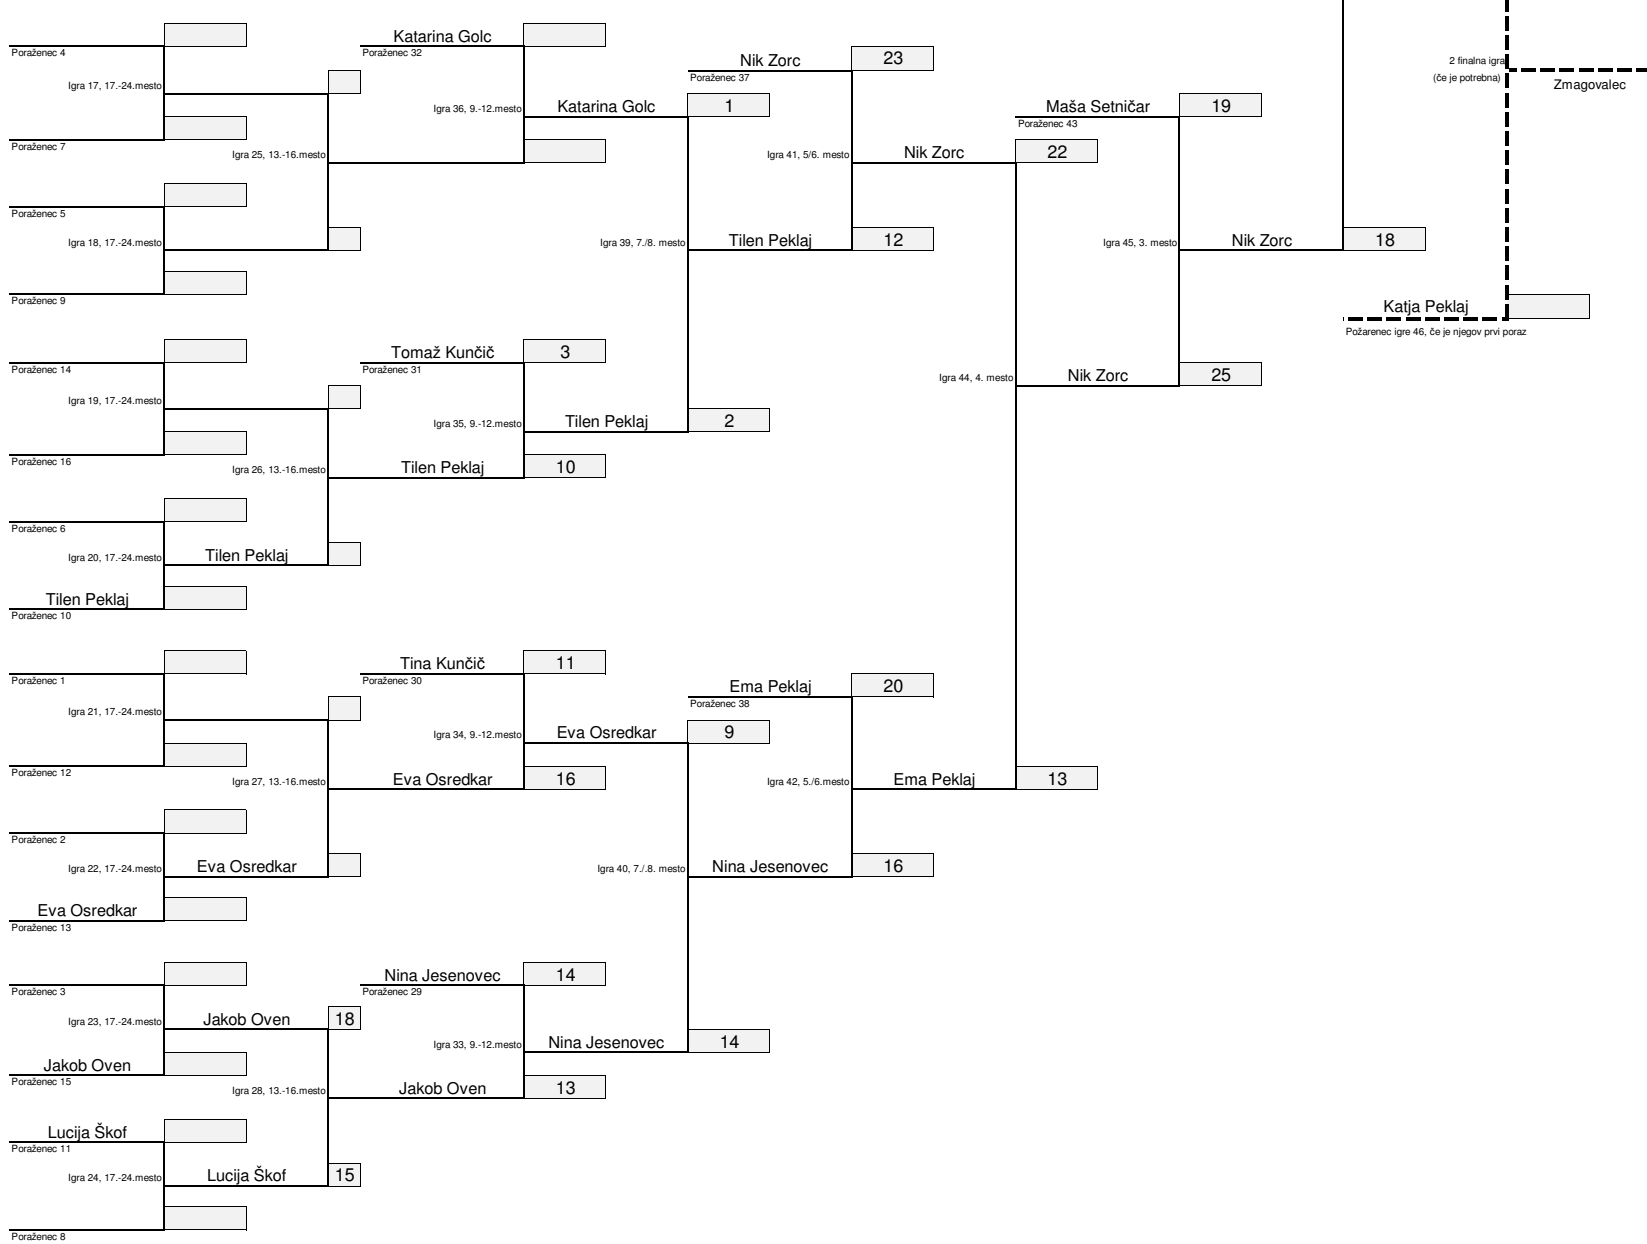 Katarina Golc
Poraženec 4
Poraženec 32
Nik Zorc
23
2 finalna igra
Poraženec 37
(če je potrebna)
Igra 17, 17.-24.mesto
Zmagovalec
Igra 36, 9.-12.mesto
Katarina Golc
1
Maša Setničar
19
Poraženec 43
Poraženec 7
Igra 25, 13.-16.mesto
Igra 41, 5/6. mesto
Nik Zorc
22
Poraženec 5
Igra 18, 17.-24.mesto
Igra 39, 7./8. mesto
Tilen Peklaj
12
Igra 45, 3. mesto
Nik Zorc
18
Poraženec 9
Katja Peklaj
Požarenec igre 46, če je njegov prvi poraz
Tomaž Kunčič
3
Poraženec 14
Poraženec 31
Igra 44, 4. mesto
Nik Zorc
25
Igra 19, 17.-24.mesto
Igra 35, 9.-12.mesto
Tilen Peklaj
2
Poraženec 16
Igra 26, 13.-16.mesto
Tilen Peklaj
10
Poraženec 6
Igra 20, 17.-24.mesto
Tilen Peklaj
Tilen Peklaj
Poraženec 10
Tina Kunčič
11
Poraženec 1
Poraženec 30
Ema Peklaj
20
Poraženec 38
Igra 21, 17.-24.mesto
Igra 34, 9.-12.mesto
Eva Osredkar
9
Poraženec 12
Igra 27, 13.-16.mesto
Eva Osredkar
16
Igra 42, 5./6.mesto
Ema Peklaj
13
Poraženec 2
Igra 22, 17.-24.mesto
Eva Osredkar
Igra 40, 7./.8. mesto
Nina Jesenovec
16
Eva Osredkar
Poraženec 13
Nina Jesenovec
14
Poraženec 3
Poraženec 29
Igra 23, 17.-24.mesto
Jakob Oven
18
Igra 33, 9.-12.mesto
Nina Jesenovec
14
Jakob Oven
Poraženec 15
Igra 28, 13.-16.mesto
Jakob Oven
13
Lucija Škof
Poraženec 11
Igra 24, 17.-24.mesto
Lucija Škof
15
Poraženec 8